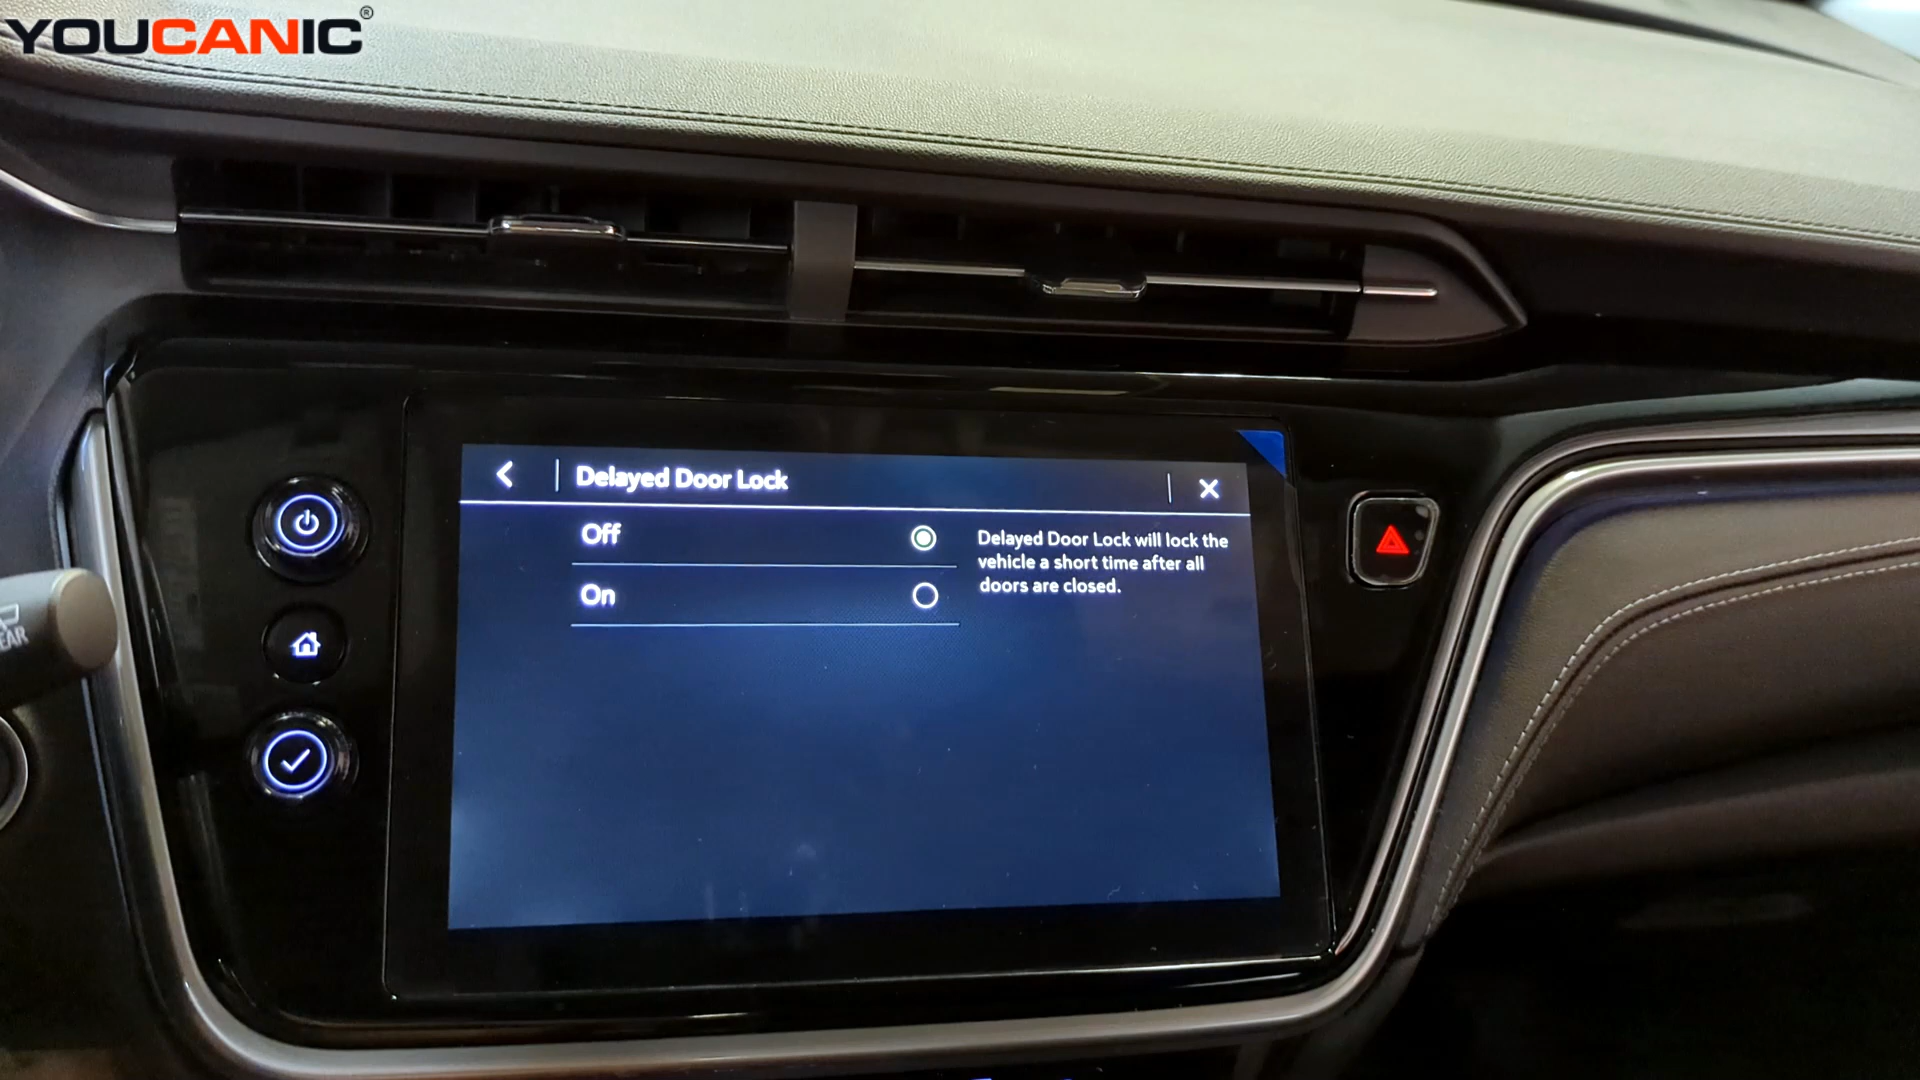 YOUCANIC®
Delayed Door Lock
Off
On
Delayed Door Lock will lock the
vehicle a short time after all
doors are closed.